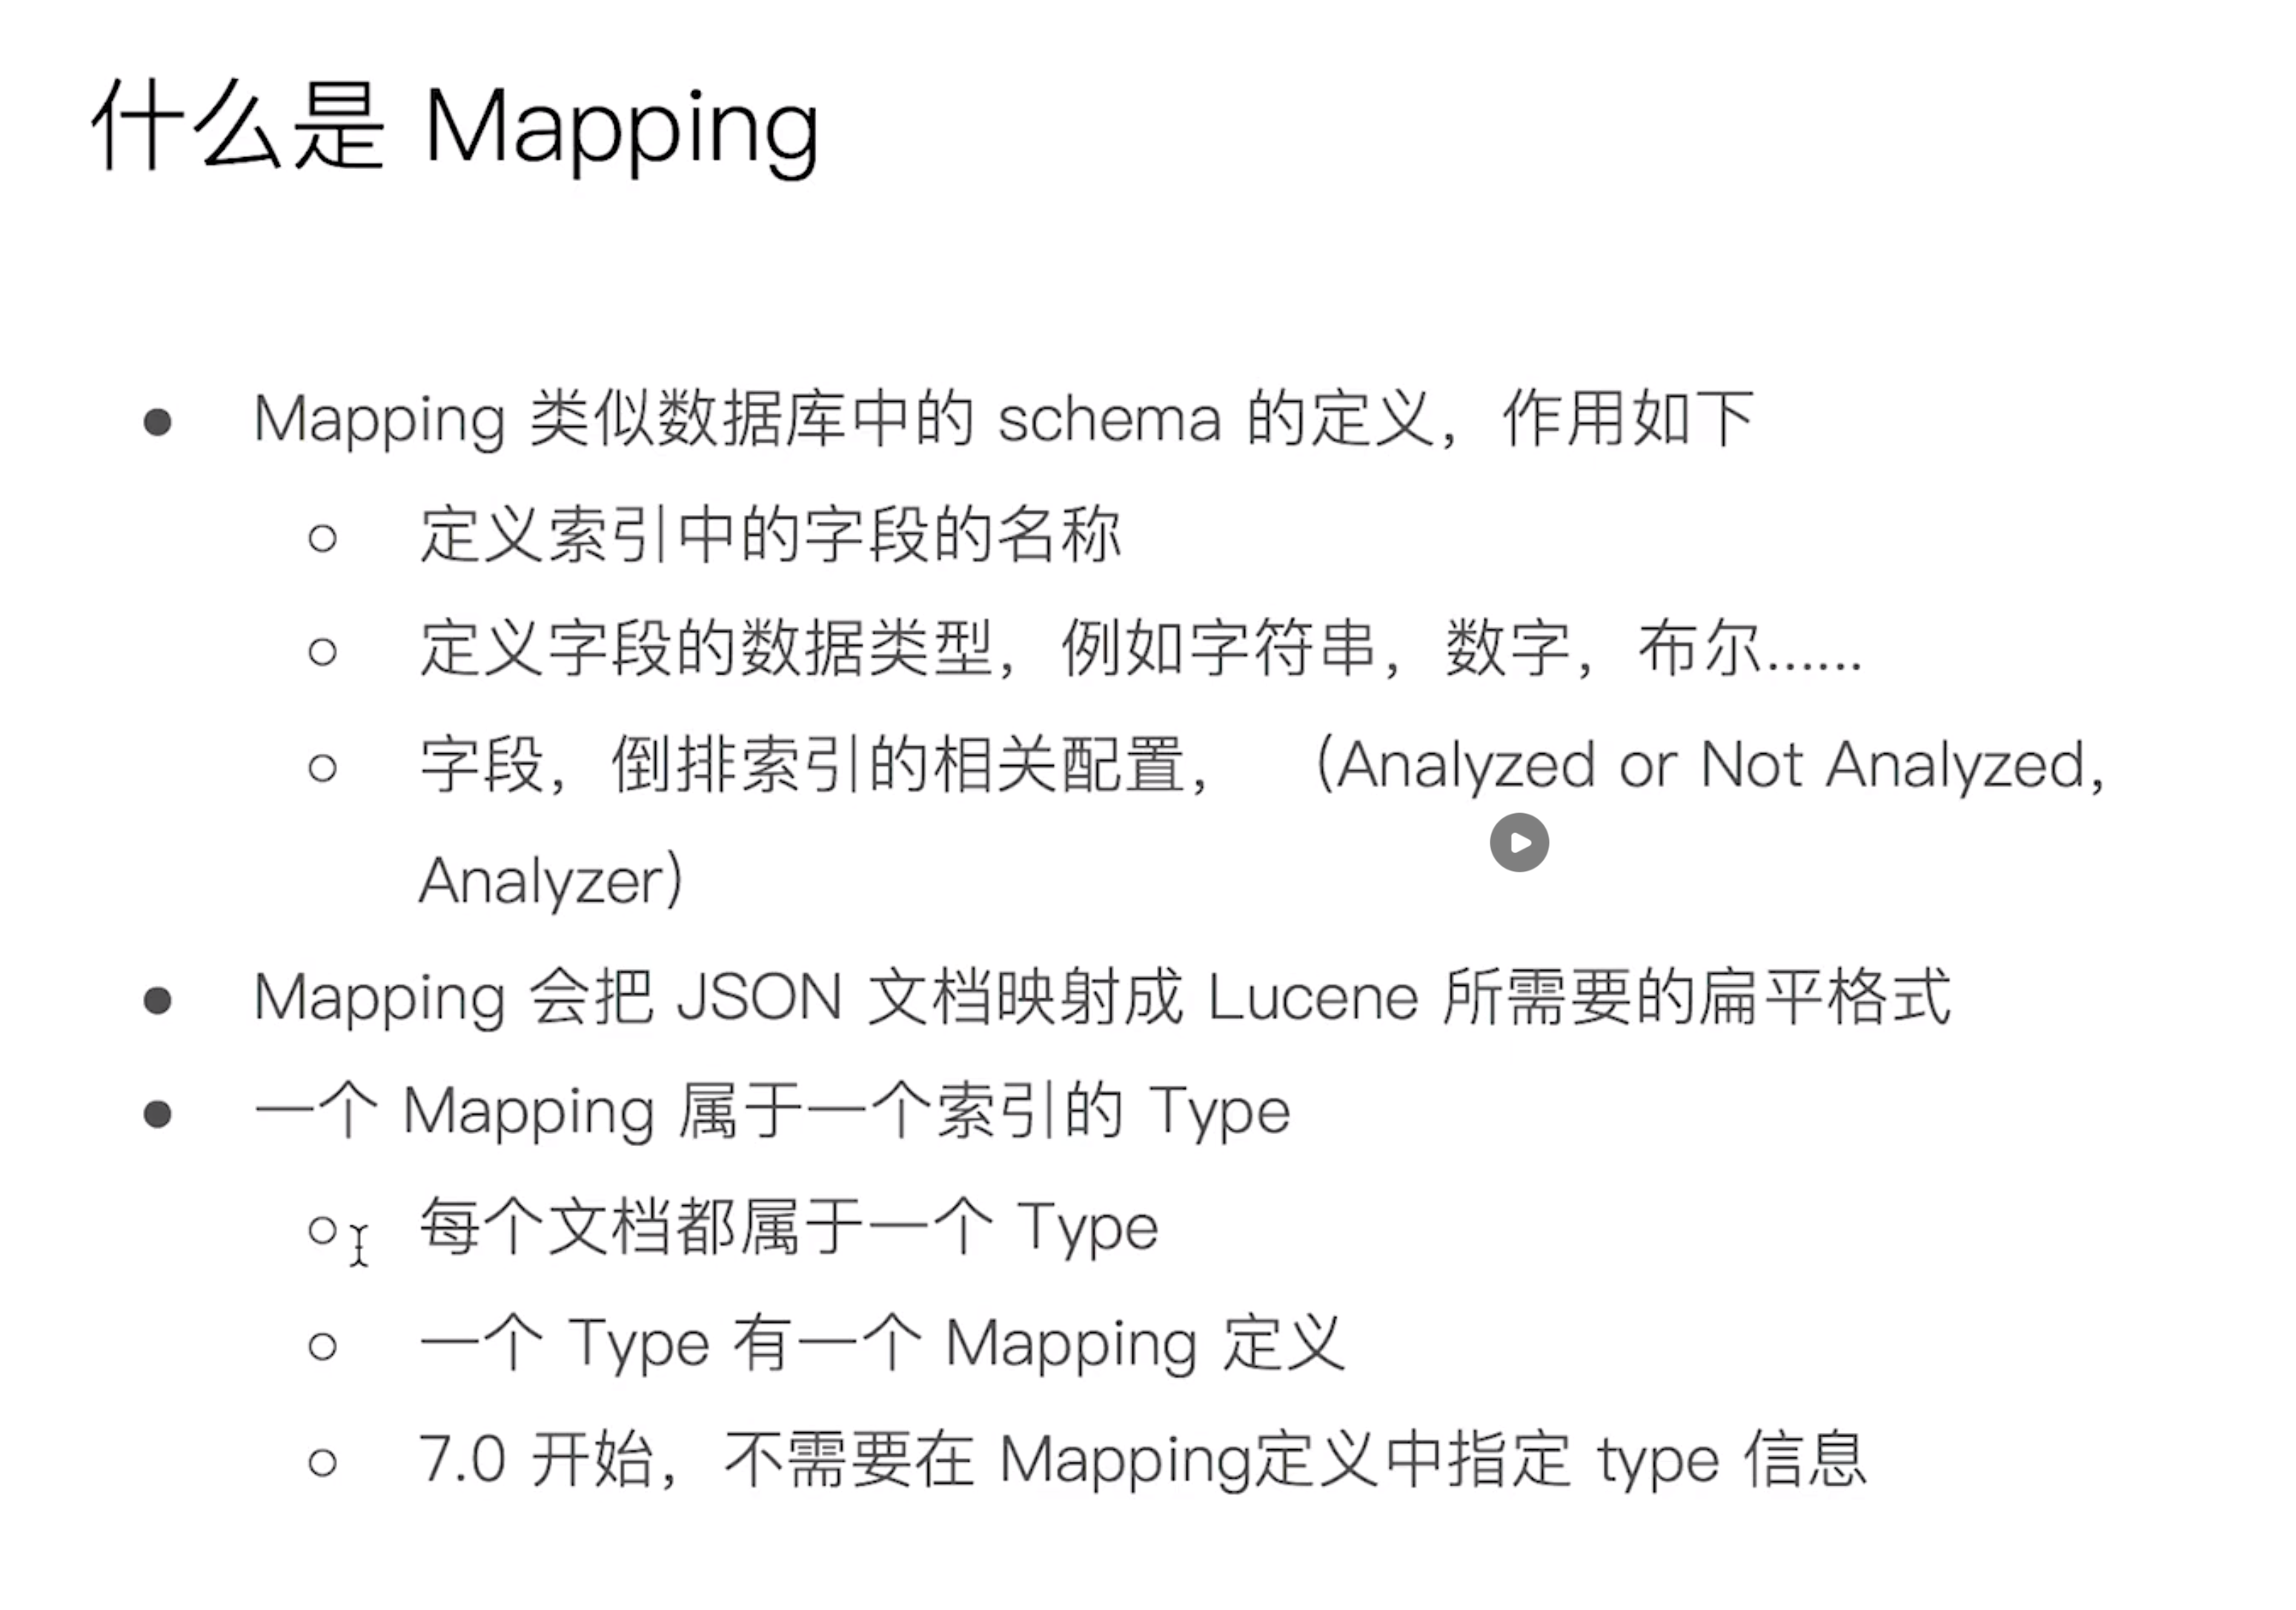 什么是 Mapping
● Mapping 类似数据库中的 schema 的定义，作用如下
○ 定义索引中的字段的名称
○ 定义字段的数据类型，例如字符串，数字，布尔……
○ 字段，倒排索引的相关配置，（Analyzed or Not Analyzed,
Analyzer）
● Mapping 会把 JSON 文档映射成 Lucene 所需要的扁平格式
● 一个 Mapping 属于一个索引的 Type
○ 每个文档都属于一个 Type
○ 一个 Type 有一个 Mapping 定义
○ 7.0 开始，不需要在 Mapping定义中指定 type 信息